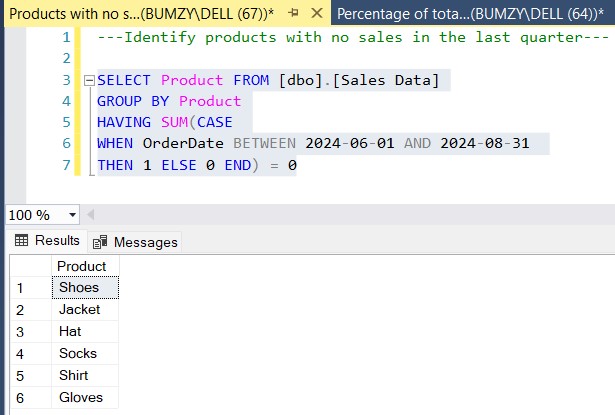 Products with no s...(BUMZY\DELL (67))* Percentage of tota...(BUMZY\DELL (64))*
1 ---Identify products with no sales in the last quarter---
2
3 SELECT Product FROM [dbo].[Sales Data]
4 GROUP BY Product
5 HAVING SUM(CASE
6 WHEN OrderDate BETWEEN 2024-06-01 AND 2024-08-31
7 THEN 1 ELSE 0 END) = 0
100 %
Results Messages
Product
1 Shoes
2 Jacket
3 Hat
4 Socks
5 Shirt
6 Gloves